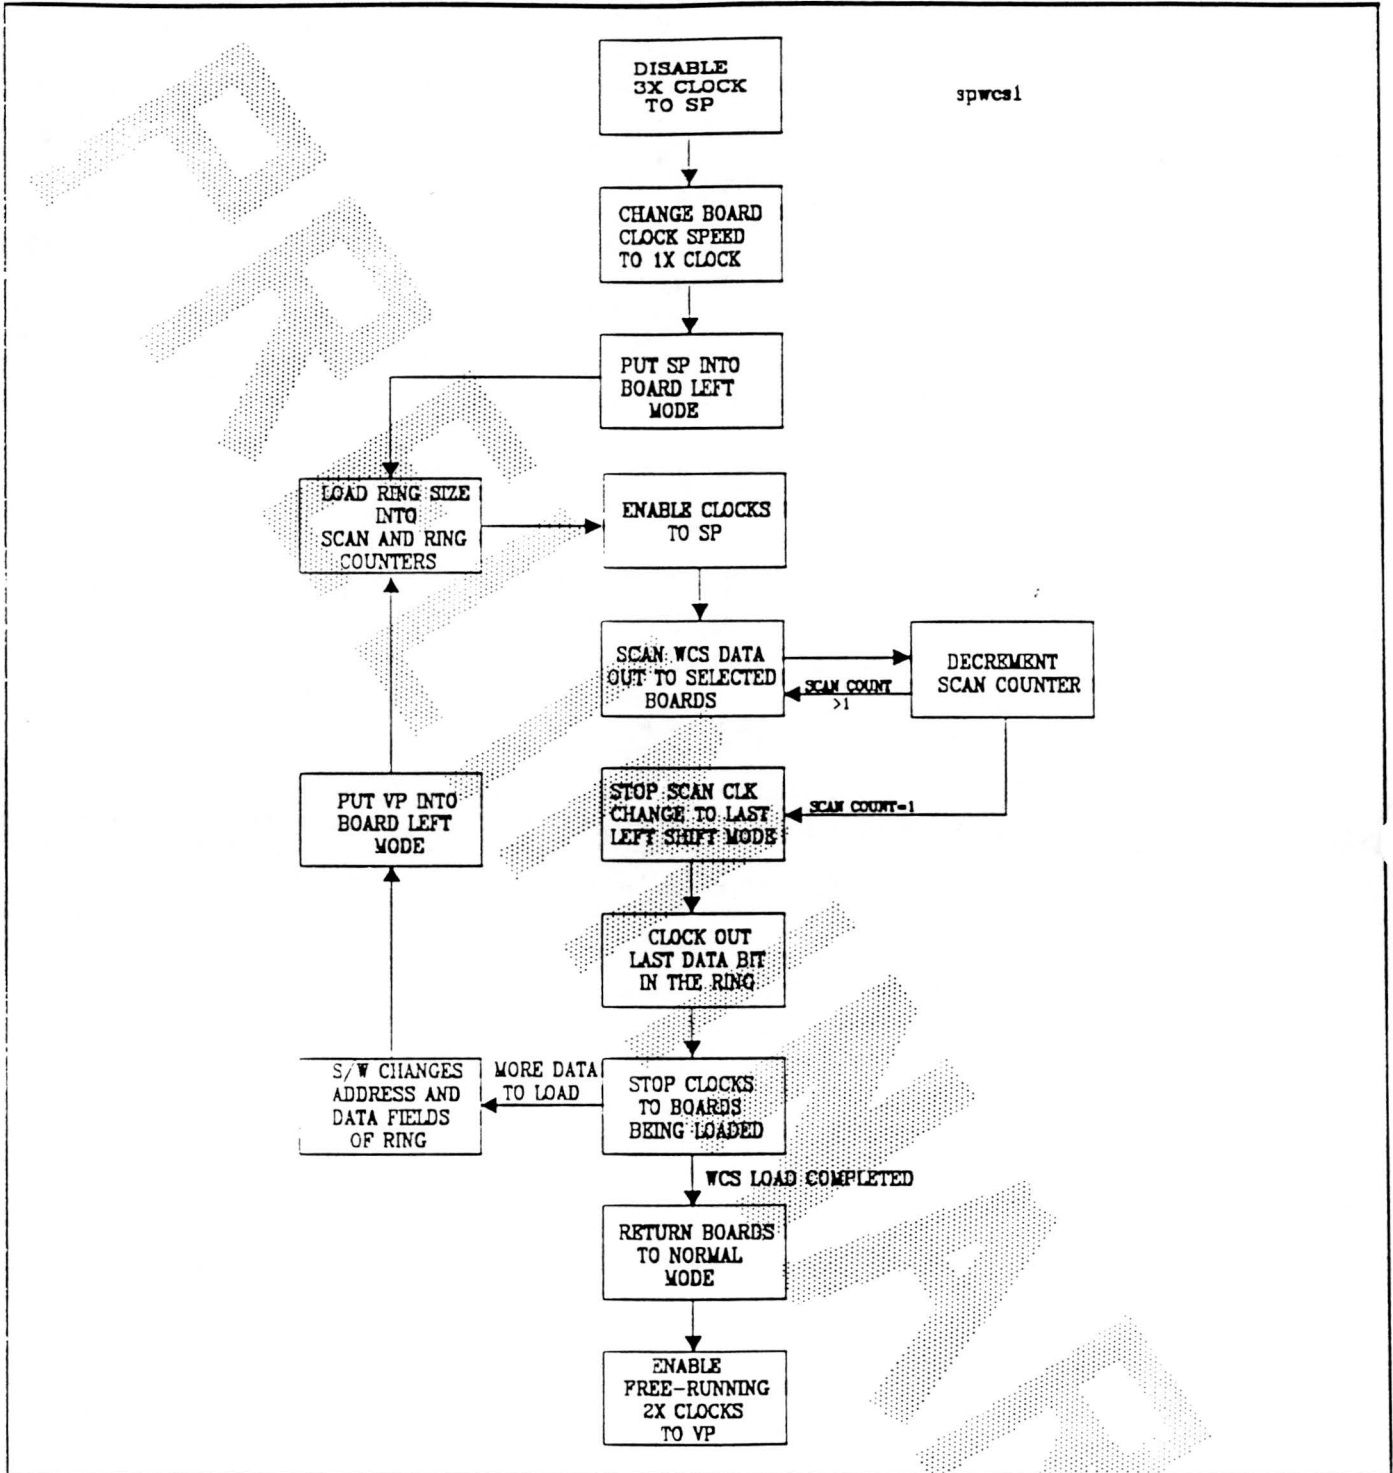 DISABLE
3X CLOCK
TO SP
spwcs1
CHANGE BOARD
CLOCK SPEED
TO 1X CLOCK
PUT SP INTO
BOARD LEFT
MODE
LOAD RING SIZE
INTO
SCAN AND RING
COUNTERS
ENABLE CLOCKS
TO SP
SCAN WCS DATA
OUT TO SELECTED
BOARDS
SCAN COUNT
>1
DECREMENT
SCAN COUNTER
PUT VP INTO
BOARD LEFT
MODE
STOP SCAN CLK
CHANGE TO LAST
LEFT SHIFT MODE
SCAN COUNT=1
CLOCK OUT
LAST DATA BIT
IN THE RING
S/W CHANGES
ADDRESS AND
DATA FIELDS
OF RING
MORE DATA
TO LOAD
STOP CLOCKS
TO BOARDS
BEING LOADED
WCS LOAD COMPLETED
RETURN BOARDS
TO NORMAL
MODE
ENABLE
FREE-RUNNING
2X CLOCKS
TO VP